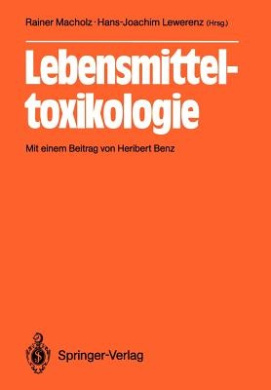 Rainer Macholz · Hans-Joachim Lewerenz (Hrsg.)
Lebensmittel-
toxikologie
Mit einem Beitrag von Heribert Benz
Springer-Verlag